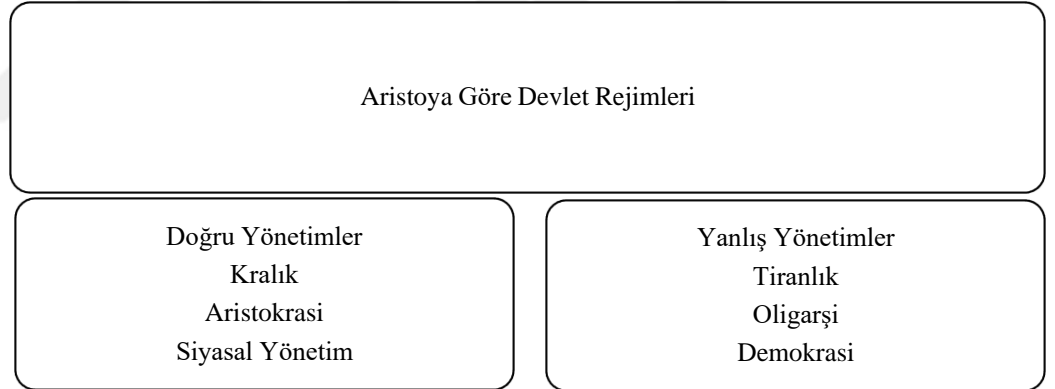 Aristoya Göre Devlet Rejimleri
Doğru Yönetimler
Kralık
Aristokrasi
Siyasal Yönetim
Yanlış Yönetimler
Tiranlık
Oligarşi
Demokrasi